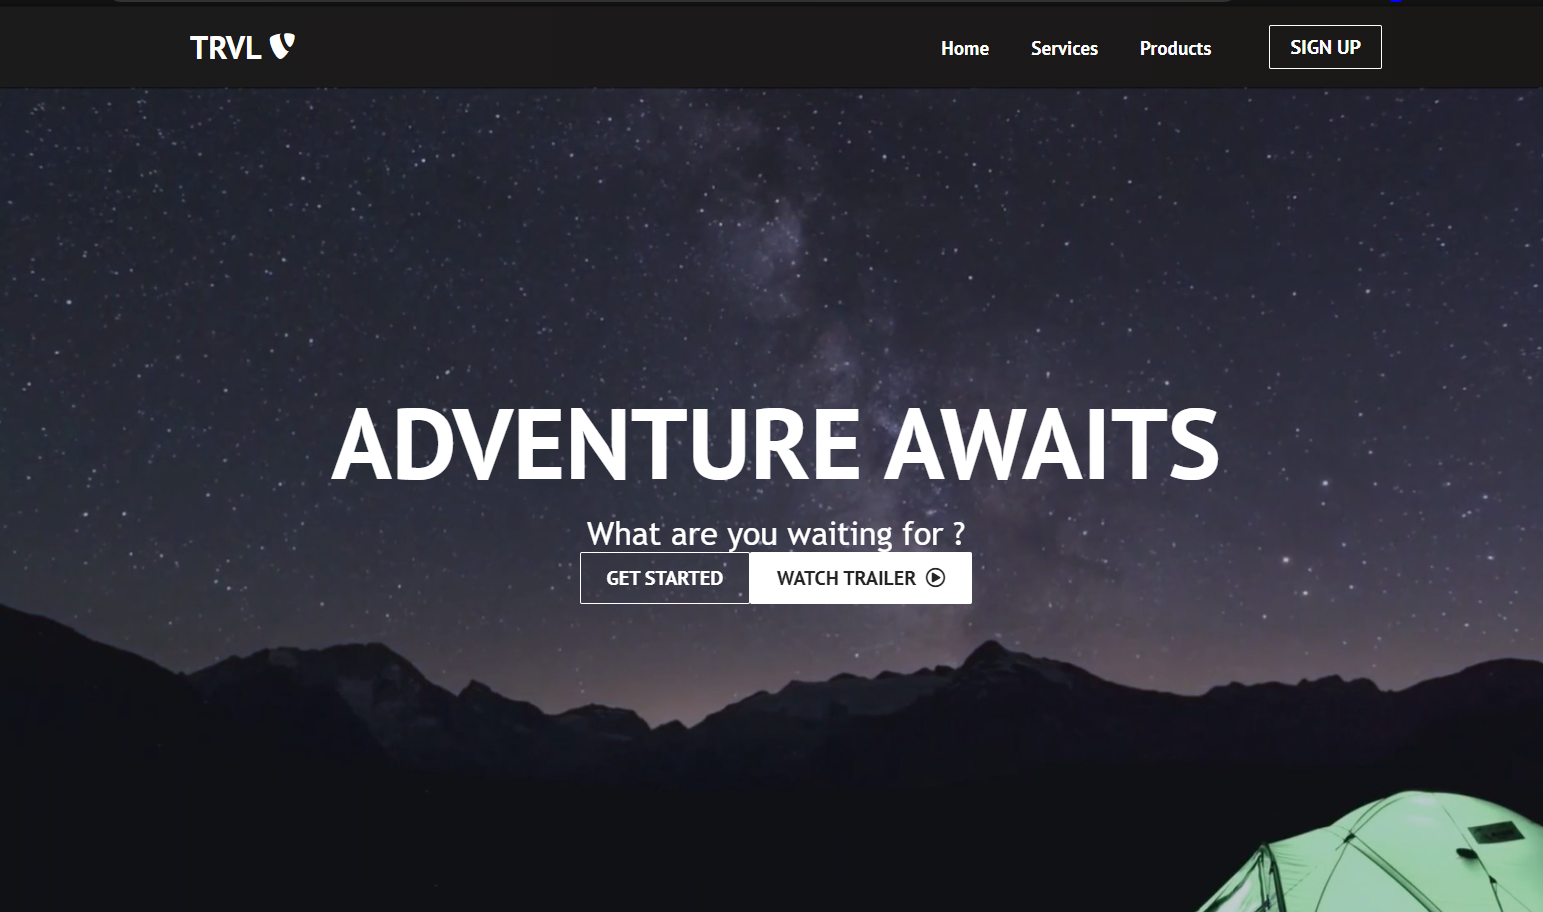 TRVL
Home Services Products SIGN UP
ADVENTURE AWAITS
What are you waiting for ?
GET STARTED WATCH TRAILER